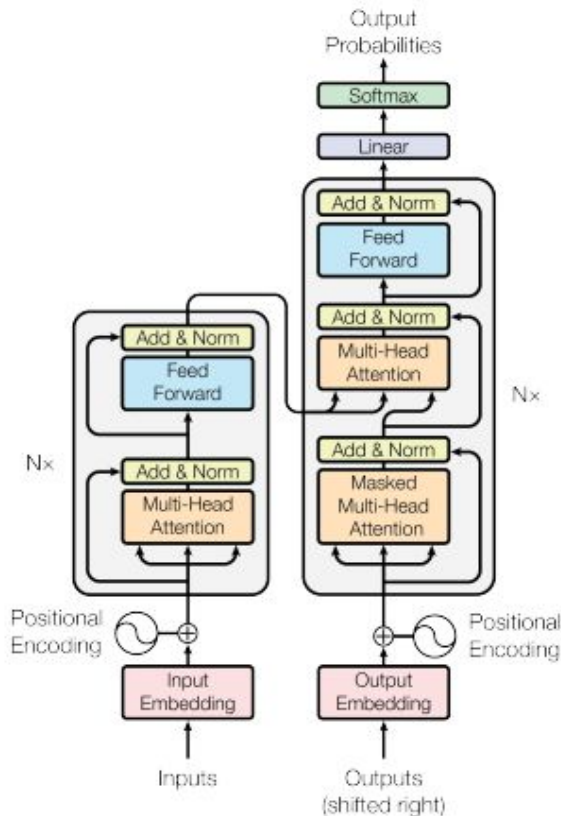 Output
Probabilities
Softmax
Linear
Add & Norm
Feed
Forward
Add & Norm
Multi-Head
Attention
Add & Norm
Masked
Multi-Head
Attention
N×
Add & Norm
Feed
Forward
Add & Norm
Multi-Head
Attention
N×
Positional
Encoding
Positional
Encoding
Input
Embedding
Output
Embedding
Inputs
Outputs
(shifted right)